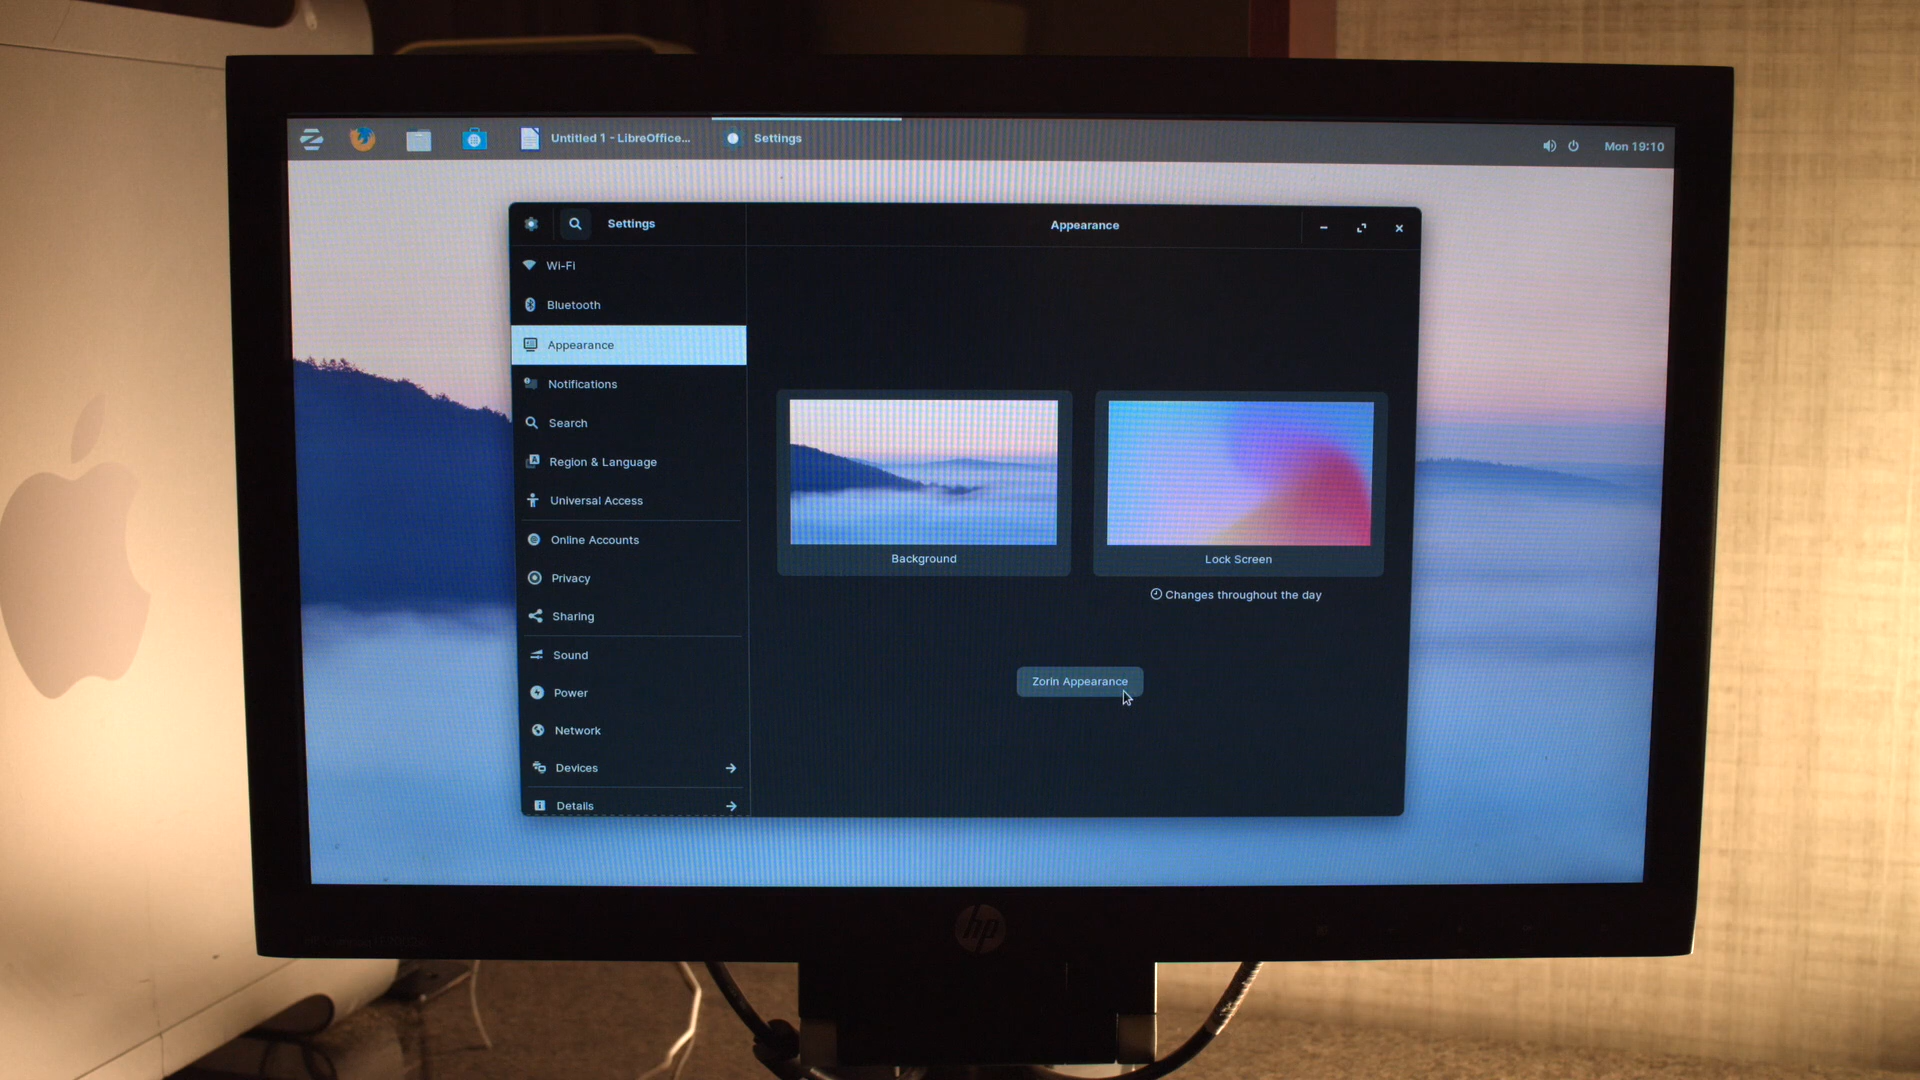 Untitled 1 - LibreOffice...
Settings
Mon 19:10
Settings
Appearance
Wi-Fi
Bluetooth
Appearance
Notifications
Search
Region & Language
Universal Access
Online Accounts
Privacy
Sharing
Sound
Power
Network
Devices
Details
Background
Lock Screen
Changes throughout the day
Zorin Appearance
hp